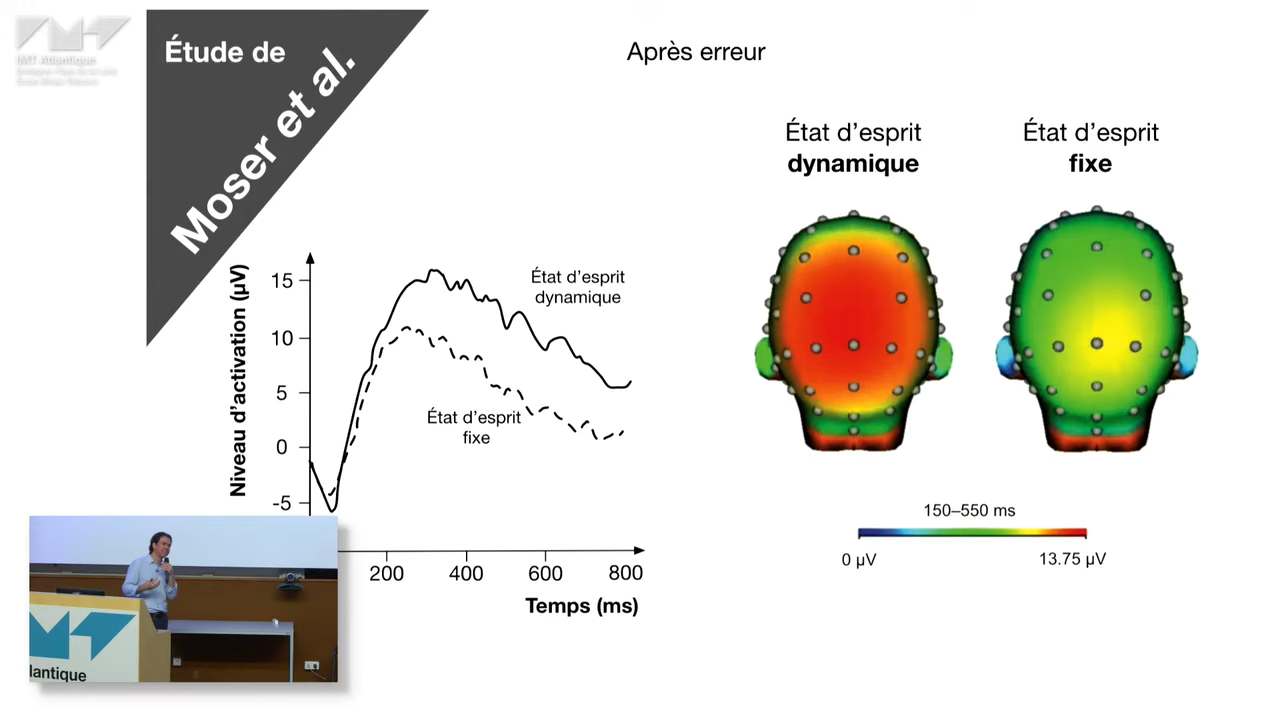 IMT Atlantique
Étude de
Moser et al.
Après erreur
État d’esprit
dynamique
État d’esprit
fixe
Niveau d’activation (µV)
15
10
5
0
-5
État d’esprit
dynamique
État d’esprit
fixe
200
400
600
800
Temps (ms)
150–550 ms
0 µV
13.75 µV
lantique